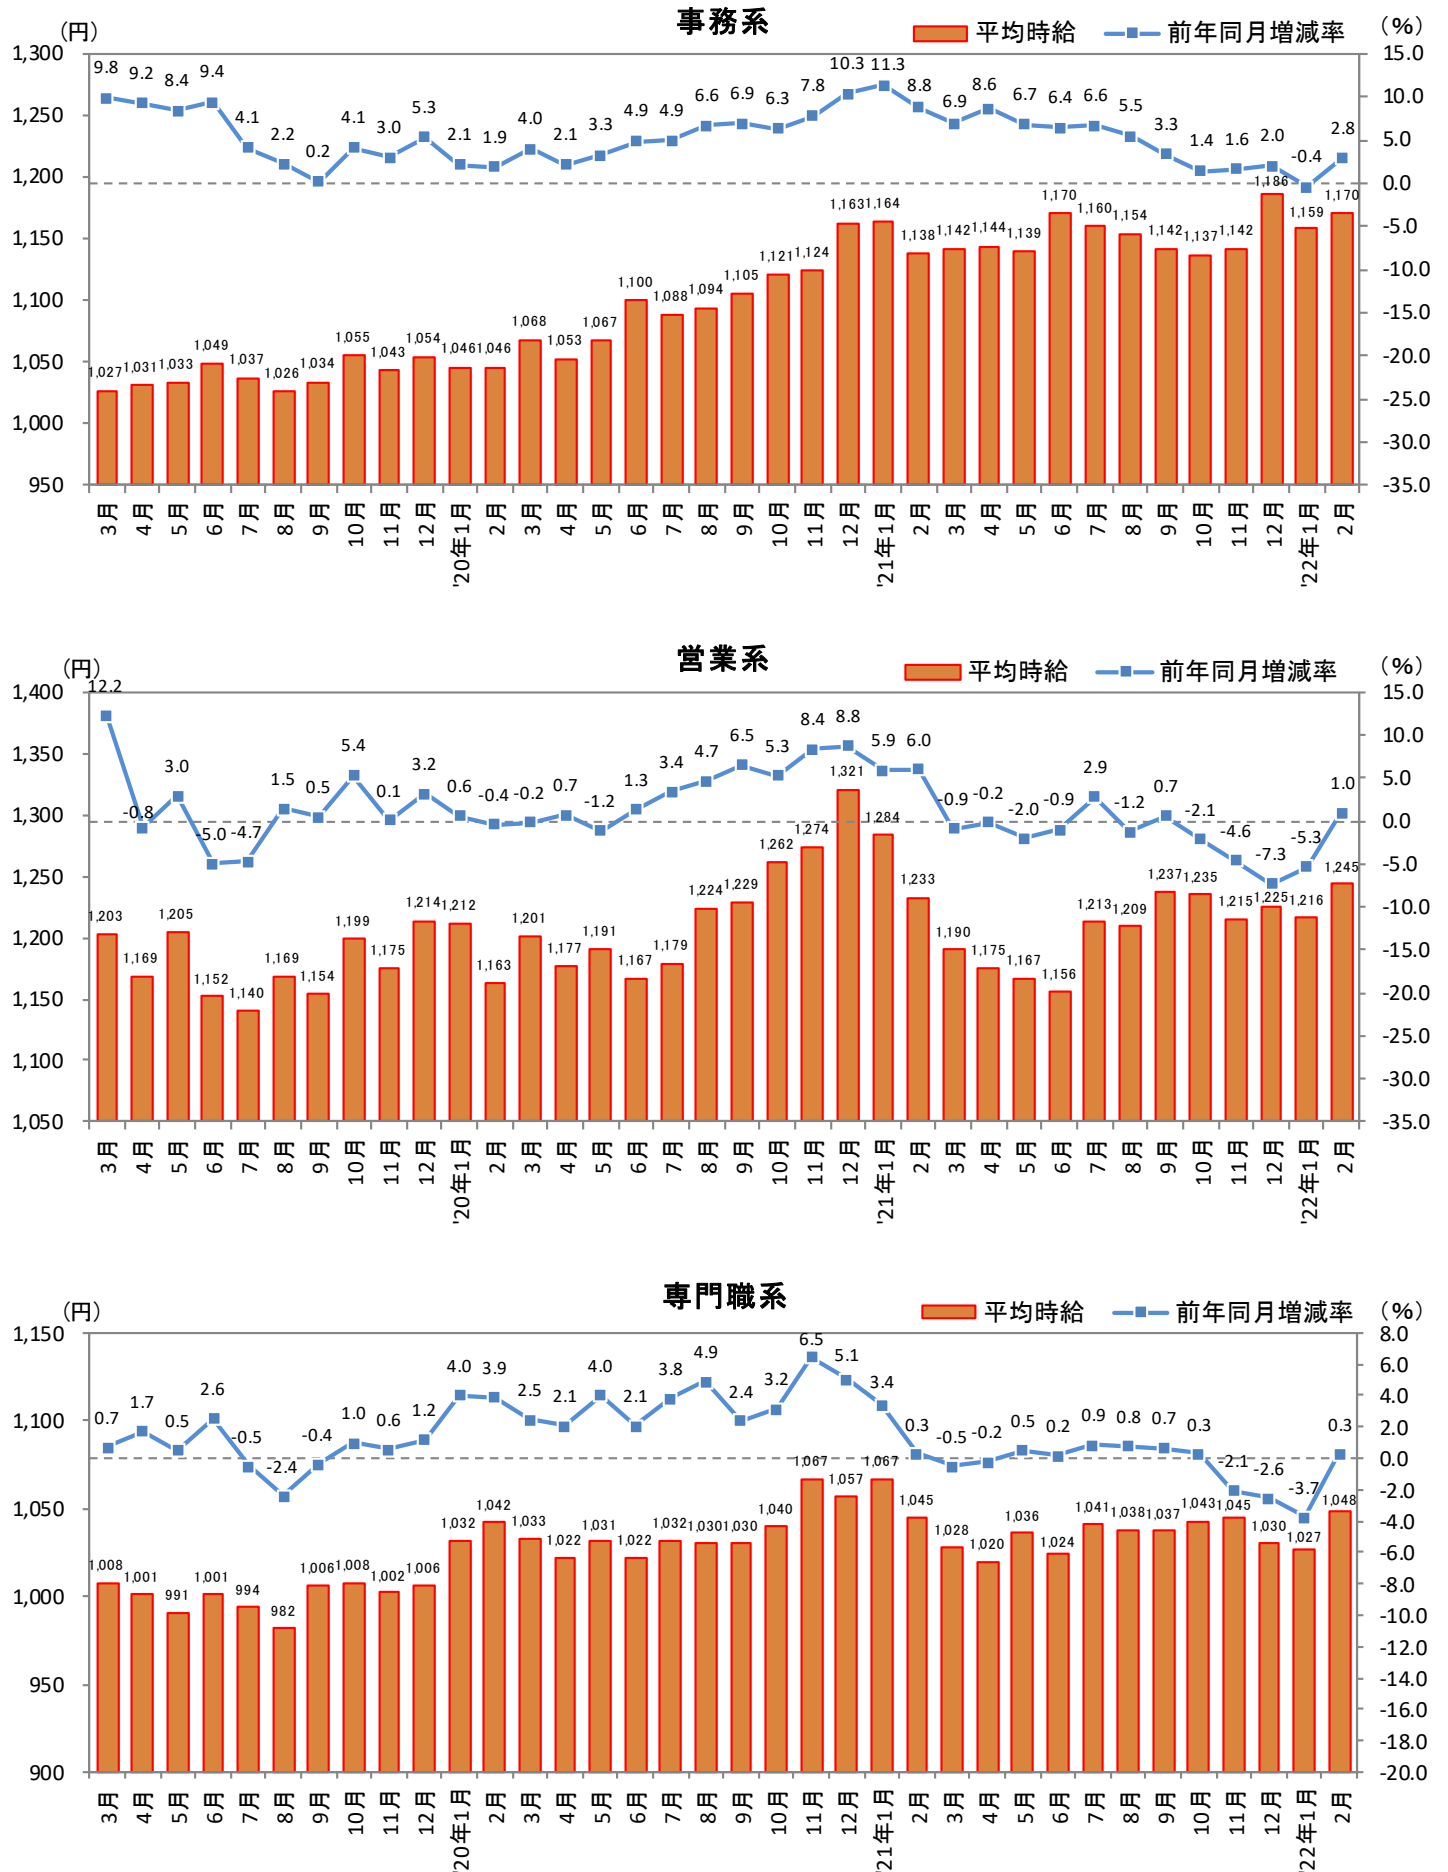 事務系
(円)
平均時給 前年同月増減率
(%)
1,300 1,250 1,200 1,150 1,100 1,050 1,000 950
15.0 10.0 5.0 0.0 -5.0 -10.0 -15.0 -20.0 -25.0 -30.0 -35.0
9.8 9.2 8.4 9.4 4.1 2.2 0.2 4.1 3.0 5.3 2.1 1.9 4.0 2.1 3.3 4.9 4.9 6.6 6.9 6.3 7.8 10.3 11.3 8.8 6.9 8.6 6.7 6.4 6.6 5.5 3.3 1.4 1.6 2.0 -0.4 2.8
1,027 1,031 1,033 1,049 1,037 1,026 1,034 1,055 1,043 1,054 1,046 1,046 1,068 1,053 1,067 1,100 1,088 1,094 1,105 1,121 1,124 1,163 1,164 1,138 1,142 1,144 1,139 1,170 1,160 1,154 1,142 1,137 1,142 1,186 1,159 1,170
3月 4月 5月 6月 7月 8月 9月 10月 11月 12月 '20年1月 2月 3月 4月 5月 6月 7月 8月 9月 10月 11月 12月 '21年1月 2月 3月 4月 5月 6月 7月 8月 9月 10月 11月 12月 '22年1月 2月
営業系
(円)
平均時給 前年同月増減率
(%)
1,400 1,350 1,300 1,250 1,200 1,150 1,100 1,050
15.0 10.0 5.0 0.0 -5.0 -10.0 -15.0 -20.0 -25.0 -30.0 -35.0
12.2 -0.8 3.0 -5.0 -4.7 1.5 0.5 5.4 0.1 3.2 0.6 -0.4 -0.2 0.7 -1.2 1.3 3.4 4.7 6.5 5.3 8.4 8.8 5.9 6.0 -0.9 -0.2 -2.0 -0.9 2.9 -1.2 0.7 -2.1 -4.6 -7.3 -5.3 1.0
1,203 1,169 1,205 1,152 1,140 1,169 1,154 1,199 1,175 1,214 1,212 1,163 1,201 1,177 1,191 1,167 1,179 1,224 1,229 1,262 1,274 1,321 1,284 1,233 1,190 1,175 1,167 1,156 1,213 1,209 1,237 1,235 1,215 1,225 1,216 1,245
3月 4月 5月 6月 7月 8月 9月 10月 11月 12月 '20年1月 2月 3月 4月 5月 6月 7月 8月 9月 10月 11月 12月 '21年1月 2月 3月 4月 5月 6月 7月 8月 9月 10月 11月 12月 '22年1月 2月
専門職系
(円)
平均時給 前年同月増減率
(%)
1,150 1,100 1,050 1,000 950 900
8.0 6.0 4.0 2.0 0.0 -2.0 -4.0 -6.0 -8.0 -10.0 -12.0 -14.0 -16.0 -18.0 -20.0
0.7 1.7 0.5 2.6 -0.5 -2.4 -0.4 1.0 0.6 1.2 4.0 3.9 2.5 2.1 4.0 2.1 3.8 4.9 2.4 3.2 6.5 5.1 3.4 0.3 -0.5 -0.2 0.5 0.2 0.9 0.8 0.7 0.3 -2.1 -2.6 -3.7 0.3
1,008 1,001 991 1,001 994 982 1,006 1,008 1,002 1,006 1,032 1,042 1,033 1,022 1,031 1,022 1,032 1,030 1,030 1,040 1,067 1,057 1,067 1,045 1,028 1,020 1,036 1,024 1,041 1,038 1,037 1,043 1,045 1,030 1,027 1,048
3月 4月 5月 6月 7月 8月 9月 10月 11月 12月 '20年1月 2月 3月 4月 5月 6月 7月 8月 9月 10月 11月 12月 '21年1月 2月 3月 4月 5月 6月 7月 8月 9月 10月 11月 12月 '22年1月 2月